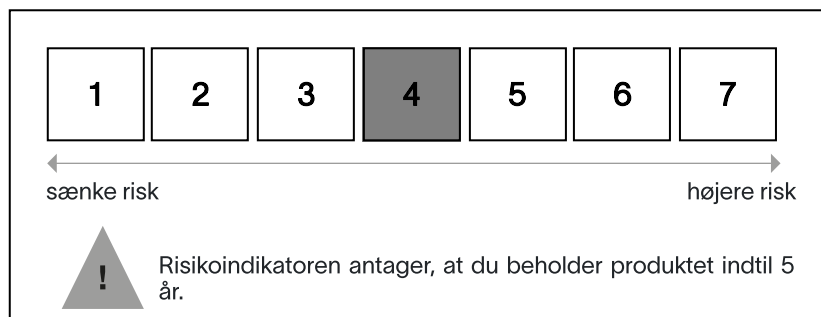 1 2 3 4 5 6 7
sænke risk højere risk
! Risikoindikatoren antager, at du beholder produktet indtil 5
år.